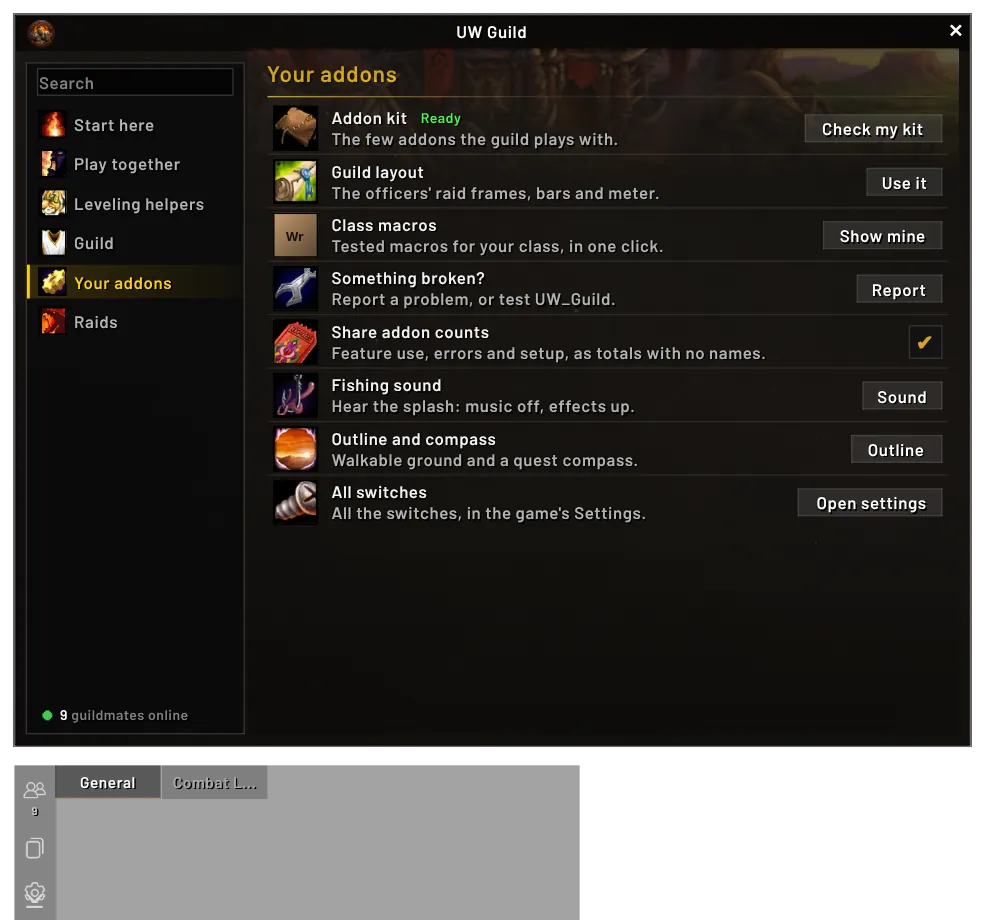 UW Guild
Search
Start here
Play together
Leveling helpers
Guild
Your addons
Raids
9 guildmates online
Your addons
Addon kit Ready
The few addons the guild plays with.
Check my kit
Guild layout
The officers' raid frames, bars and meter.
Use it
Wr
Class macros
Tested macros for your class, in one click.
Show mine
Something broken?
Report a problem, or test UW_Guild.
Report
Share addon counts
Feature use, errors and setup, as totals with no names.
Fishing sound
Hear the splash: music off, effects up.
Sound
Outline and compass
Walkable ground and a quest compass.
Outline
All switches
All the switches, in the game's Settings.
Open settings
General
Combat L...
9